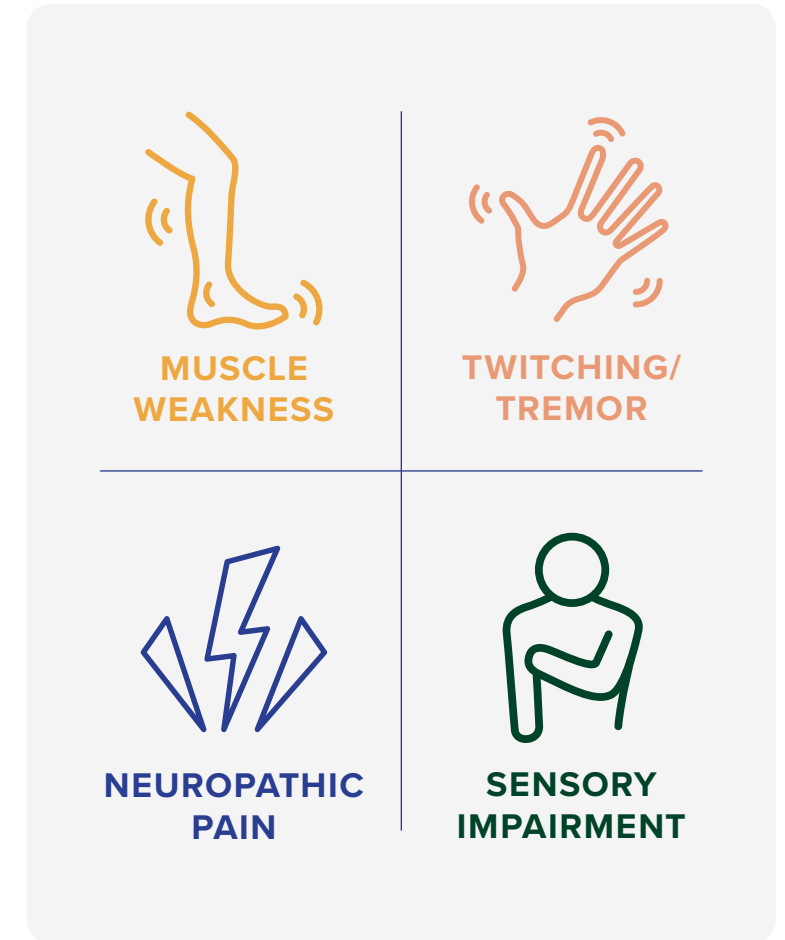 MUSCLE
WEAKNESS
TWITCHING/
TREMOR
NEUROPATHIC
PAIN
SENSORY
IMPAIRMENT